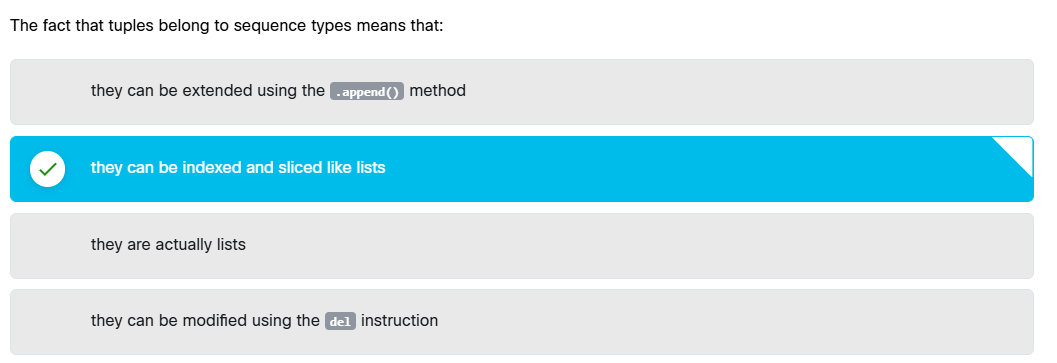 The fact that tuples belong to sequence types means that:
they can be extended using the .append() method
they can be indexed and sliced like lists
they are actually lists
they can be modified using the del instruction